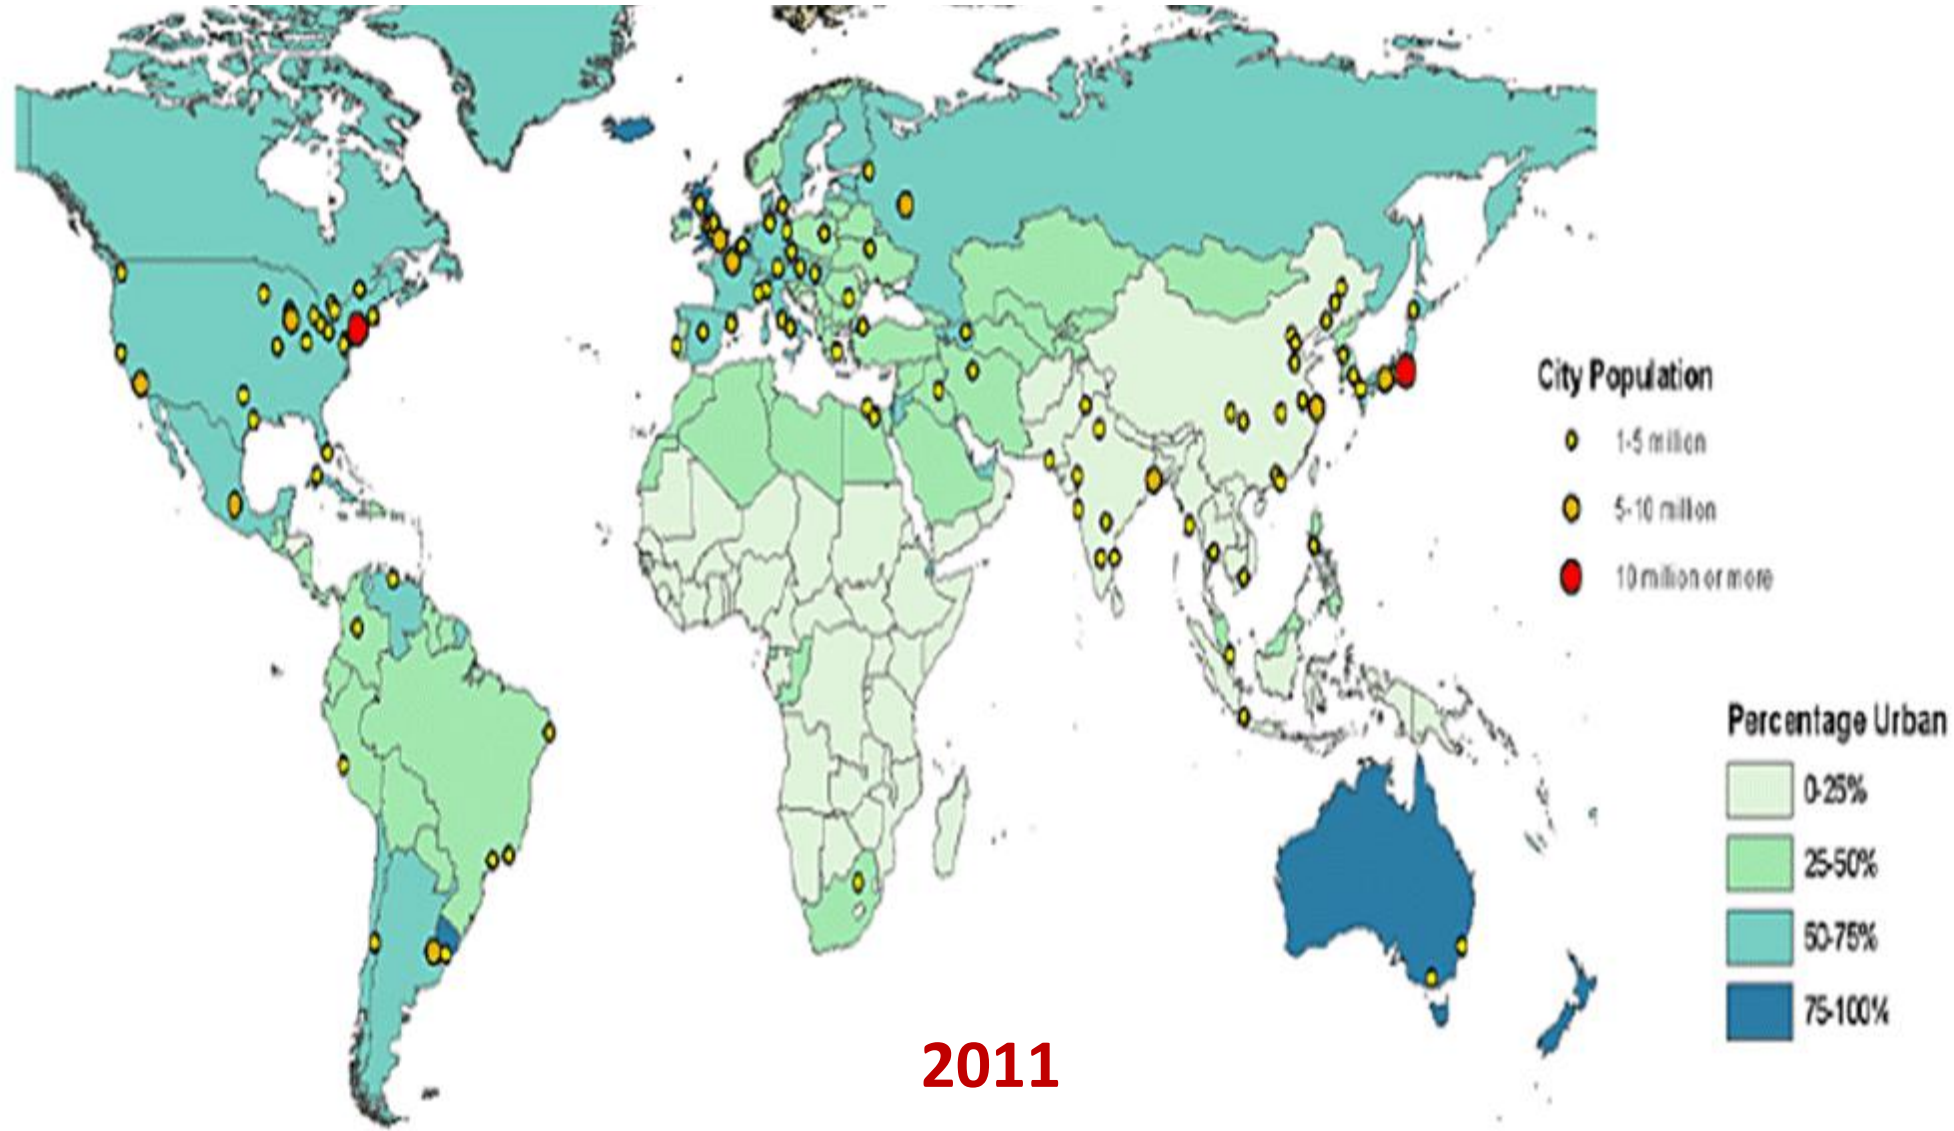 City Population
1-5 million
5-10 million
10 million or more
Percentage Urban
0-25%
25-50%
50-75%
75-100%
2011